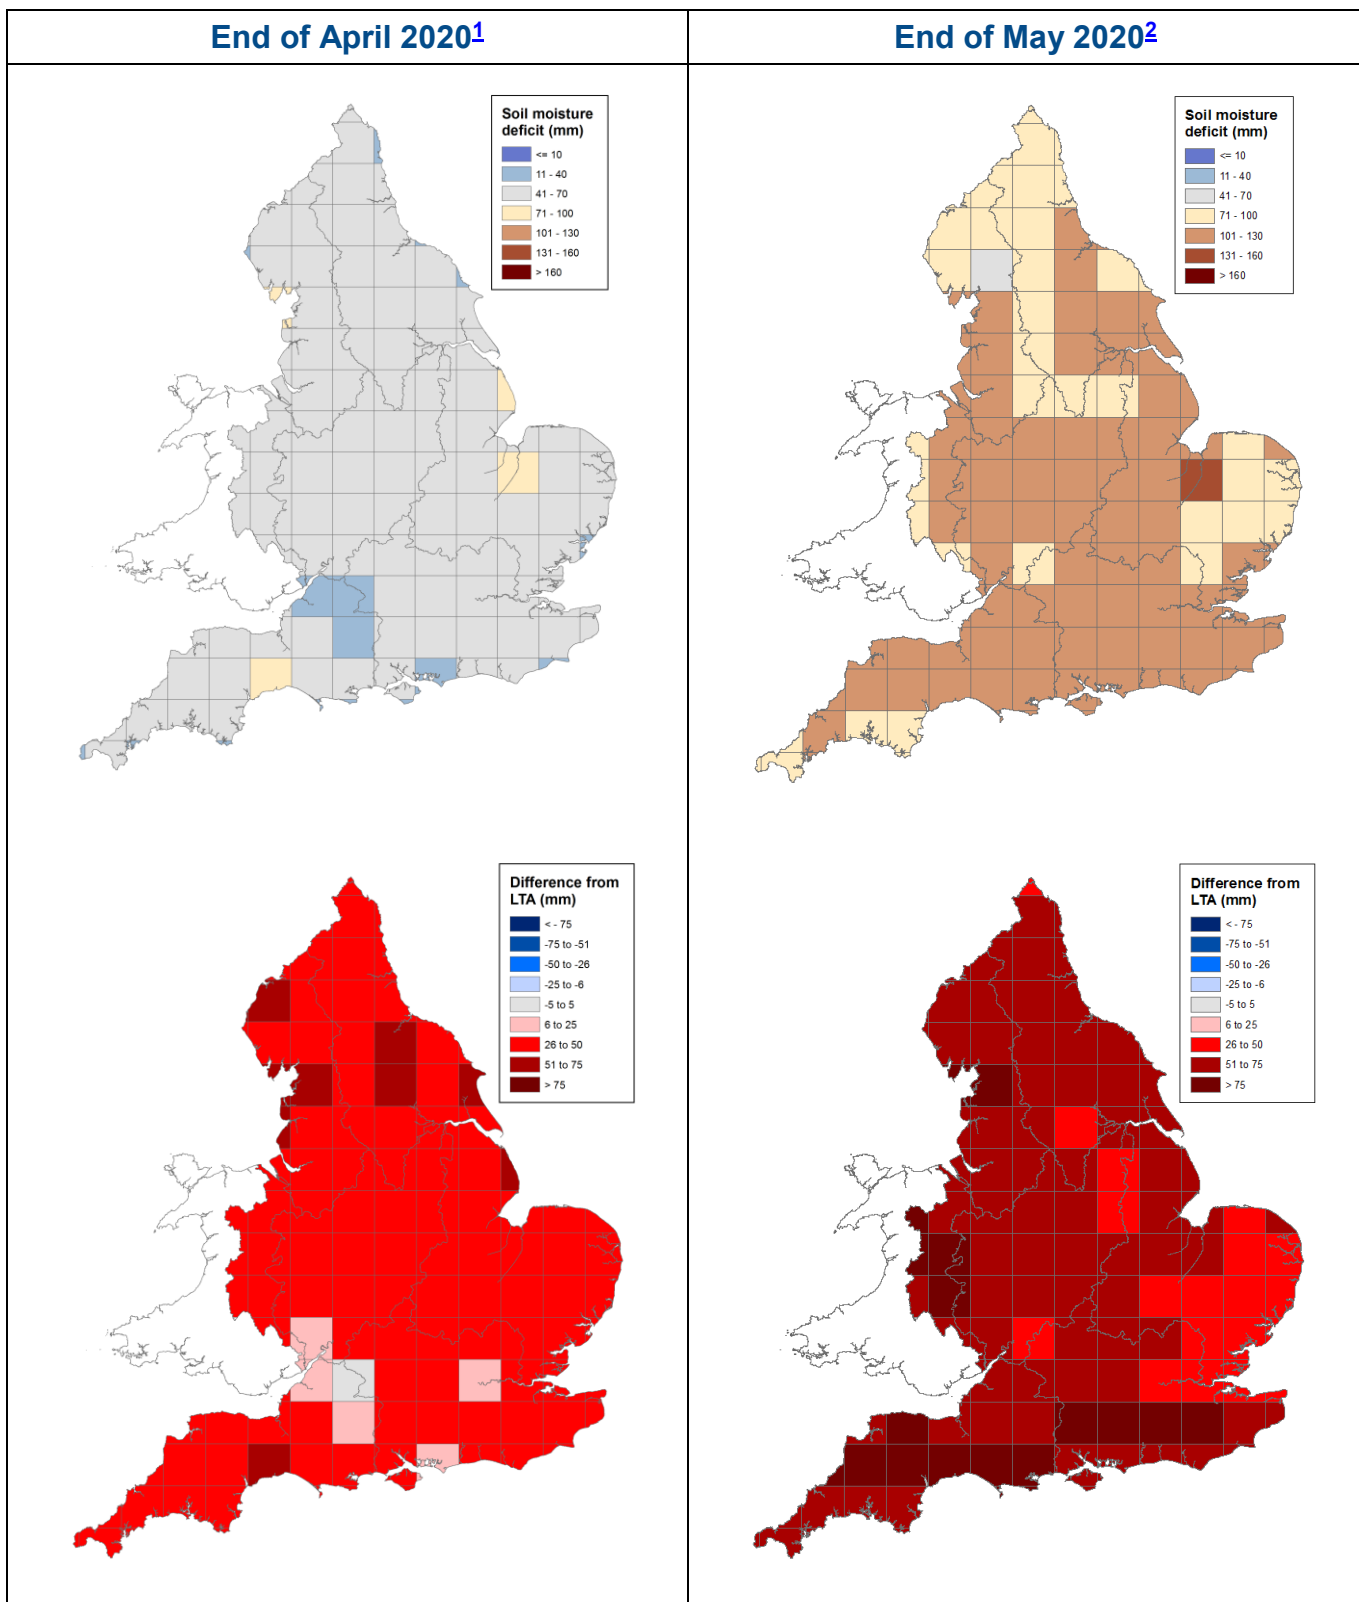 End of April 2020¹
End of May 2020²
Soil moisture
deficit (mm)
<= 10
11 - 40
41 - 70
71 - 100
101 - 130
131 - 160
> 160
Soil moisture
deficit (mm)
<= 10
11 - 40
41 - 70
71 - 100
101 - 130
131 - 160
> 160
Difference from
LTA (mm)
< - 75
-75 to -51
-50 to -26
-25 to -6
-5 to 5
6 to 25
26 to 50
51 to 75
> 75
Difference from
LTA (mm)
< - 75
-75 to -51
-50 to -26
-25 to -6
-5 to 5
6 to 25
26 to 50
51 to 75
> 75